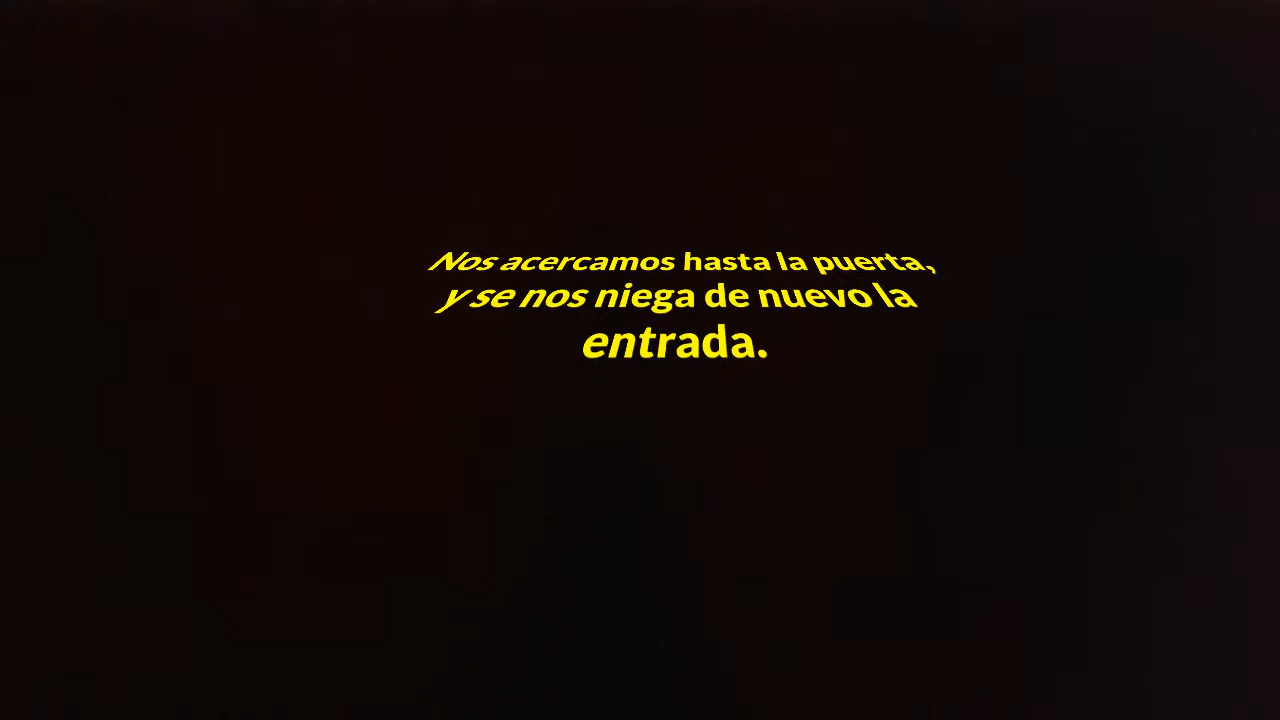 Nos acercamos hasta la puerta,
y se nos niega de nuevo la
entrada.